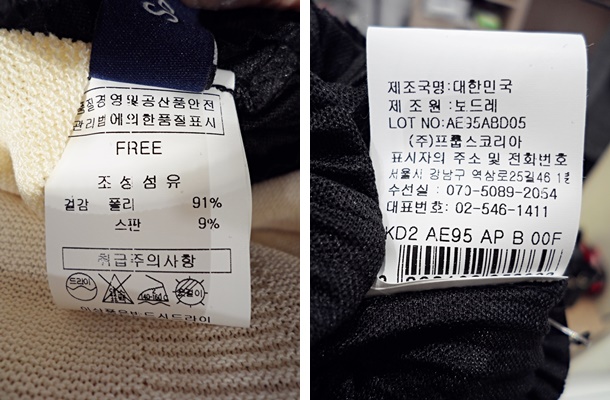 품질경영및공산품안전
관리법에의한품질표시
FREE
조성섬유
겉감 폴리 91%
스판 9%
취급주의사항
드라이
제조국명:대한민국
제 조 원 :보드레
LOT NO:AE95ABD05
(주)프룹스코리아
표시자의 주소 및 전화번호
서울시 강남구 역삼로25길46 1층
수선실 : 070-5089-2054
대표번호: 02-546-1411
KD2 AE95 AP B 00F